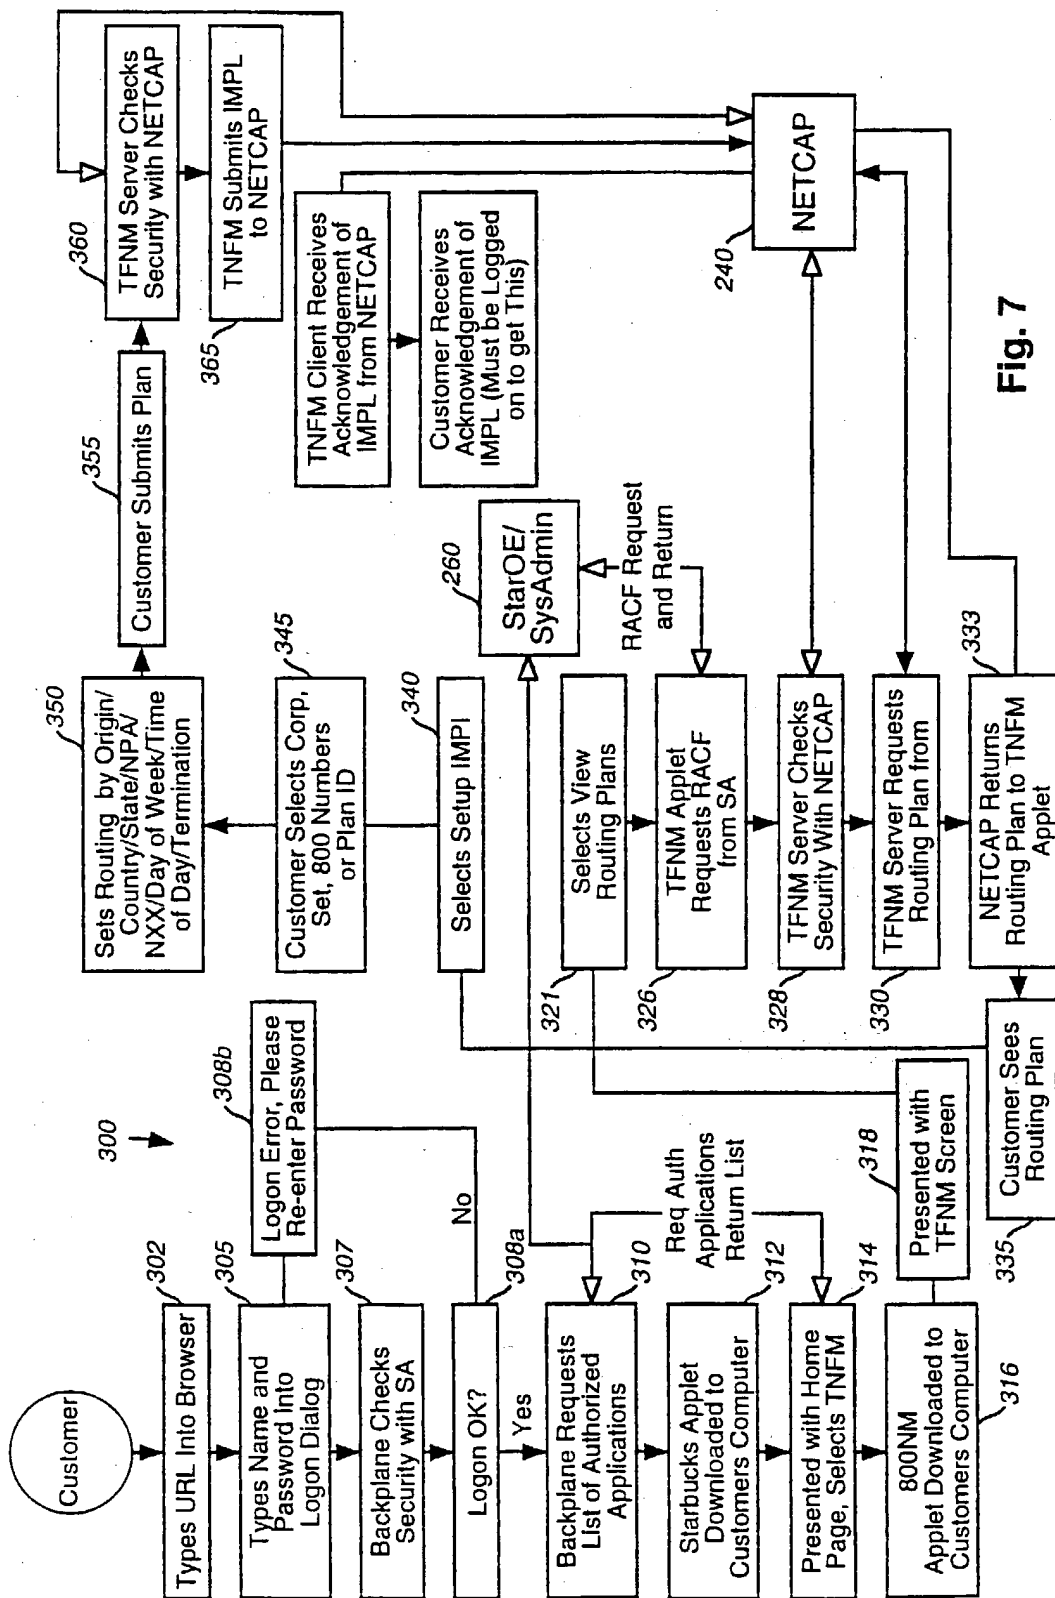 300
Customer
302
Types URL Into Browser
305
Types Name and
Password Into
Logon Dialog
307
Backplane Checks
Security with SA
308a
Logon OK?
No
308b
Logon Error, Please
Re-enter Password
Yes
310
Backplane Requests
List of Authorized
Applications
Req Auth
Applications
Return List
312
Starbucks Applet
Downloaded to
Customers Computer
314
Presented with Home
Page, Selects TNFM
316
800NM
Applet Downloaded to
Customers Computer
318
Presented with
TFNM Screen
321
Selects View
Routing Plans
326
TFNM Applet
Requests RACF
from SA
260
StarOE/
SysAdmin
RACF Request
and Return
328
TFNM Server Checks
Security With NETCAP
330
TFNM Server Requests
Routing Plan from
333
NETCAP Returns
Routing Plan to TNFM
Applet
335
Customer Sees
Routing Plan
340
Selects Setup IMPI
345
Customer Selects Corp,
Set, 800 Numbers
or Plan ID
350
Sets Routing by Origin/
Country/State/NPA/
NXX/Day of Week/Time
of Day/Termination
355
Customer Submits Plan
360
TFNM Server Checks
Security with NETCAP
365
TNFM Submits IMPL
to NETCAP
TNFM Client Receives
Acknowledgement of
IMPL from NETCAP
Customer Receives
Acknowledgement of
IMPL (Must be Logged
on to get This)
240
NETCAP
Fig. 7